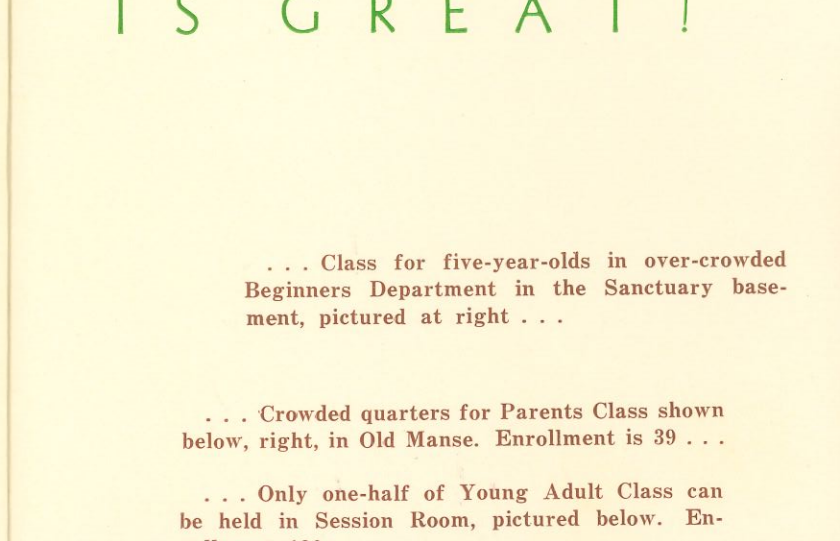 IS GREAT!
. . . Class for five-year-olds in over-crowded
Beginners Department in the Sanctuary base-
ment, pictured at right . . .
. . . Crowded quarters for Parents Class shown
below, right, in Old Manse. Enrollment is 39 . . .
. . . Only one-half of Young Adult Class can
be held in Session Room, pictured below. En-